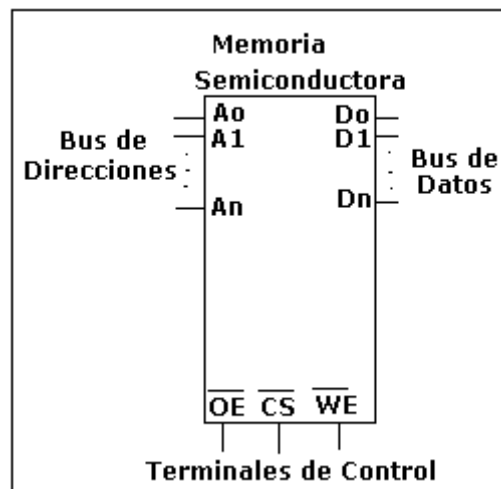 Memoria
Semiconductora
Ao
A1
An
Bus de
Direcciones
Do
D1
Dn
Bus de
Datos
OE CS WE
Terminales de Control